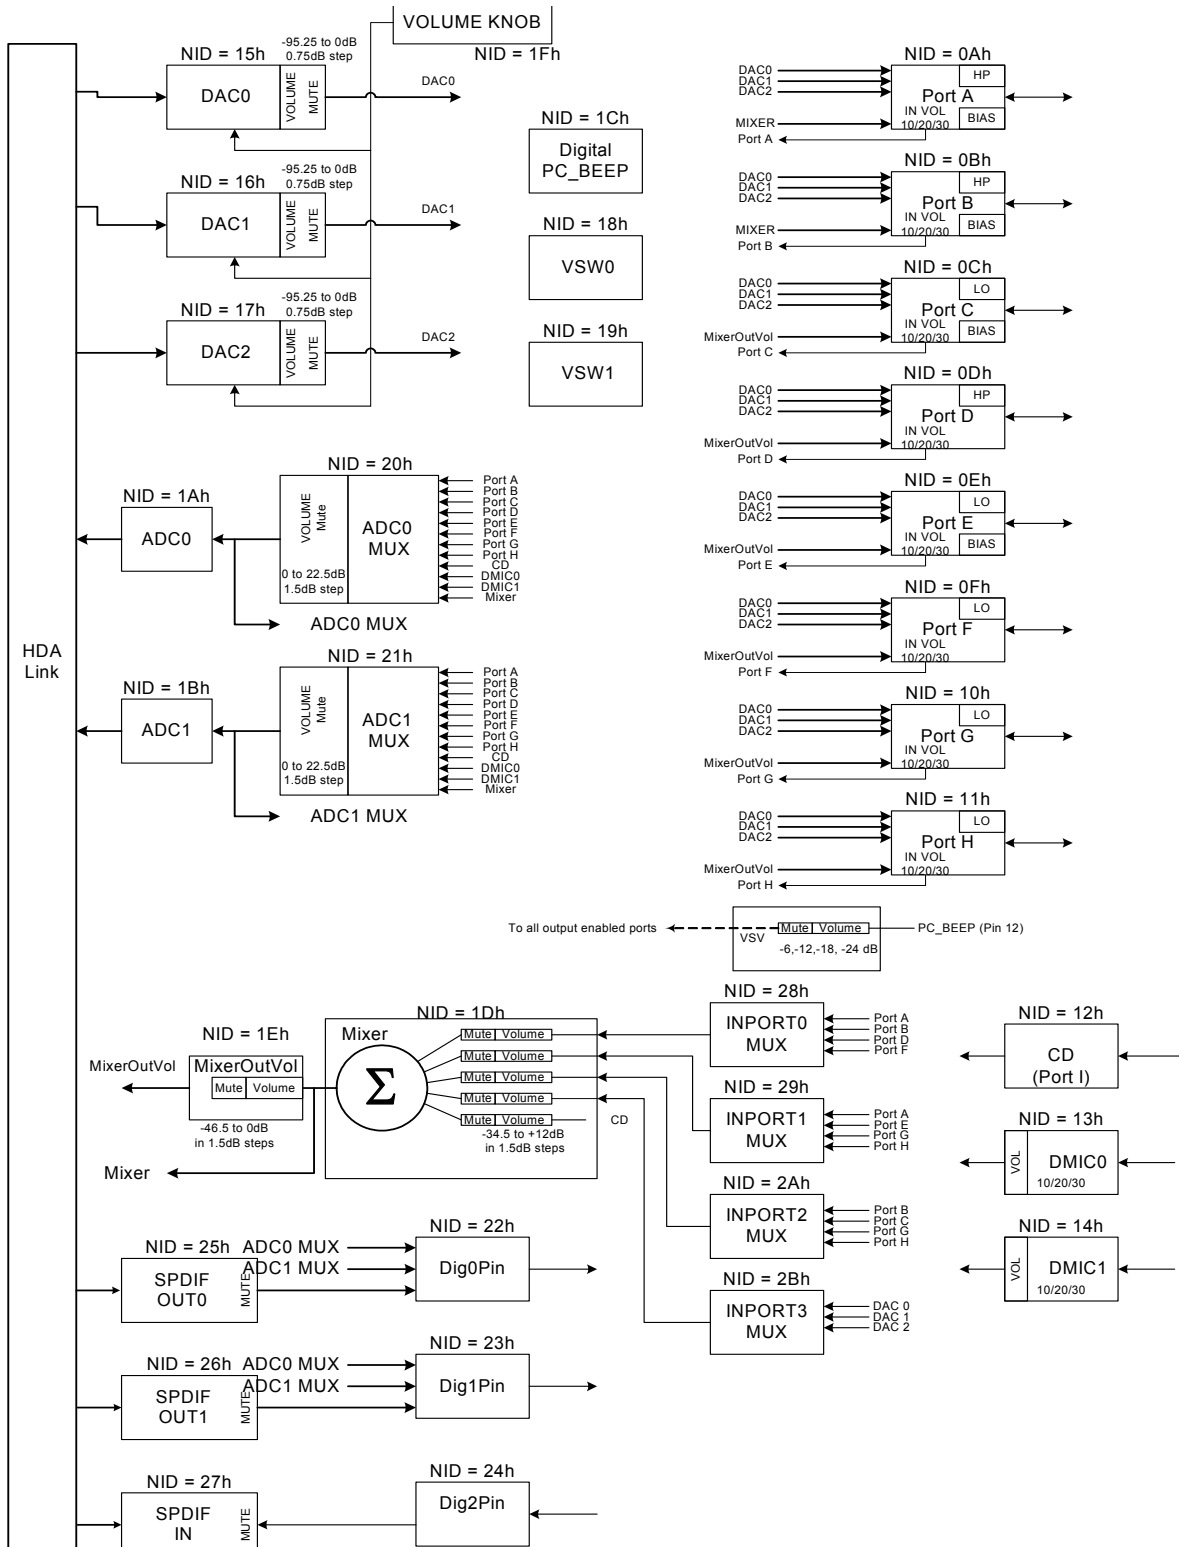 VOLUME KNOB
NID = 1Fh
HDA
Link
NID = 15h
-95.25 to 0dB
0.75dB step
DAC0
VOLUME
MUTE
DAC0
NID = 16h
-95.25 to 0dB
0.75dB step
DAC1
VOLUME
MUTE
DAC1
NID = 17h
-95.25 to 0dB
0.75dB step
DAC2
VOLUME
MUTE
DAC2
NID = 1Ch
Digital
PC_BEEP
NID = 18h
VSW0
NID = 19h
VSW1
NID = 1Ah
ADC0
NID = 20h
VOLUME
Mute
0 to 22.5dB
1.5dB step
ADC0
MUX
Port A
Port B
Port C
Port D
Port E
Port F
Port G
Port H
CD
DMIC0
DMIC1
Mixer
ADC0 MUX
NID = 1Bh
ADC1
NID = 21h
VOLUME
Mute
0 to 22.5dB
1.5dB step
ADC1
MUX
Port A
Port B
Port C
Port D
Port E
Port F
Port G
Port H
CD
DMIC0
DMIC1
Mixer
ADC1 MUX
NID = 0Ah
DAC0
DAC1
DAC2
MIXER
Port A
HP
Port A
IN VOL
10/20/30
BIAS
NID = 0Bh
DAC0
DAC1
DAC2
MIXER
Port B
HP
Port B
IN VOL
10/20/30
BIAS
NID = 0Ch
DAC0
DAC1
DAC2
MixerOutVol
Port C
LO
Port C
IN VOL
10/20/30
BIAS
NID = 0Dh
DAC0
DAC1
DAC2
MixerOutVol
Port D
HP
Port D
IN VOL
10/20/30
NID = 0Eh
DAC0
DAC1
DAC2
MixerOutVol
Port E
LO
Port E
IN VOL
10/20/30
BIAS
NID = 0Fh
DAC0
DAC1
DAC2
MixerOutVol
Port F
LO
Port F
IN VOL
10/20/30
NID = 10h
DAC0
DAC1
DAC2
MixerOutVol
Port G
LO
Port G
IN VOL
10/20/30
NID = 11h
DAC0
DAC1
DAC2
MixerOutVol
Port H
LO
Port H
IN VOL
10/20/30
To all output enabled ports
VSV
Mute Volume
-6,-12,-18, -24 dB
PC_BEEP (Pin 12)
NID = 1Eh
MixerOutVol
MixerOutVol
Mute Volume
-46.5 to 0dB
in 1.5dB steps
Mixer
NID = 1Dh
Mixer
Σ
Mute Volume
Mute Volume
Mute Volume
Mute Volume
Mute Volume
CD
-34.5 to +12dB
in 1.5dB steps
NID = 28h
INPORT0
MUX
Port A
Port B
Port D
Port F
NID = 29h
INPORT1
MUX
Port A
Port E
Port G
Port H
NID = 2Ah
INPORT2
MUX
Port B
Port C
Port G
Port H
NID = 2Bh
INPORT3
MUX
DAC 0
DAC 1
DAC 2
NID = 12h
CD
(Port I)
NID = 13h
VOL
DMIC0
10/20/30
NID = 14h
VOL
DMIC1
10/20/30
NID = 25h
SPDIF
OUT0
MUTE
ADC0 MUX
ADC1 MUX
NID = 22h
Dig0Pin
NID = 26h
SPDIF
OUT1
MUTE
ADC0 MUX
ADC1 MUX
NID = 23h
Dig1Pin
NID = 27h
SPDIF
IN
MUTE
NID = 24h
Dig2Pin